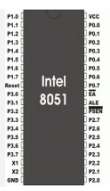 P1.0 VCC
P1.1 P0.0
P1.2 P0.1
P1.3 P0.2
P1.4 P0.3
P1.5 P0.4
P1.6 P0.5
P1.7 P0.6
Reset P0.7
P3.0 EA
P3.1 ALE
P3.2 PSEN
P3.3 P2.7
P3.4 P2.6
P3.5 P2.5
P3.6 P2.4
P3.7 P2.3
X1 P2.2
X2 P2.1
GND P2.0
Intel
8051